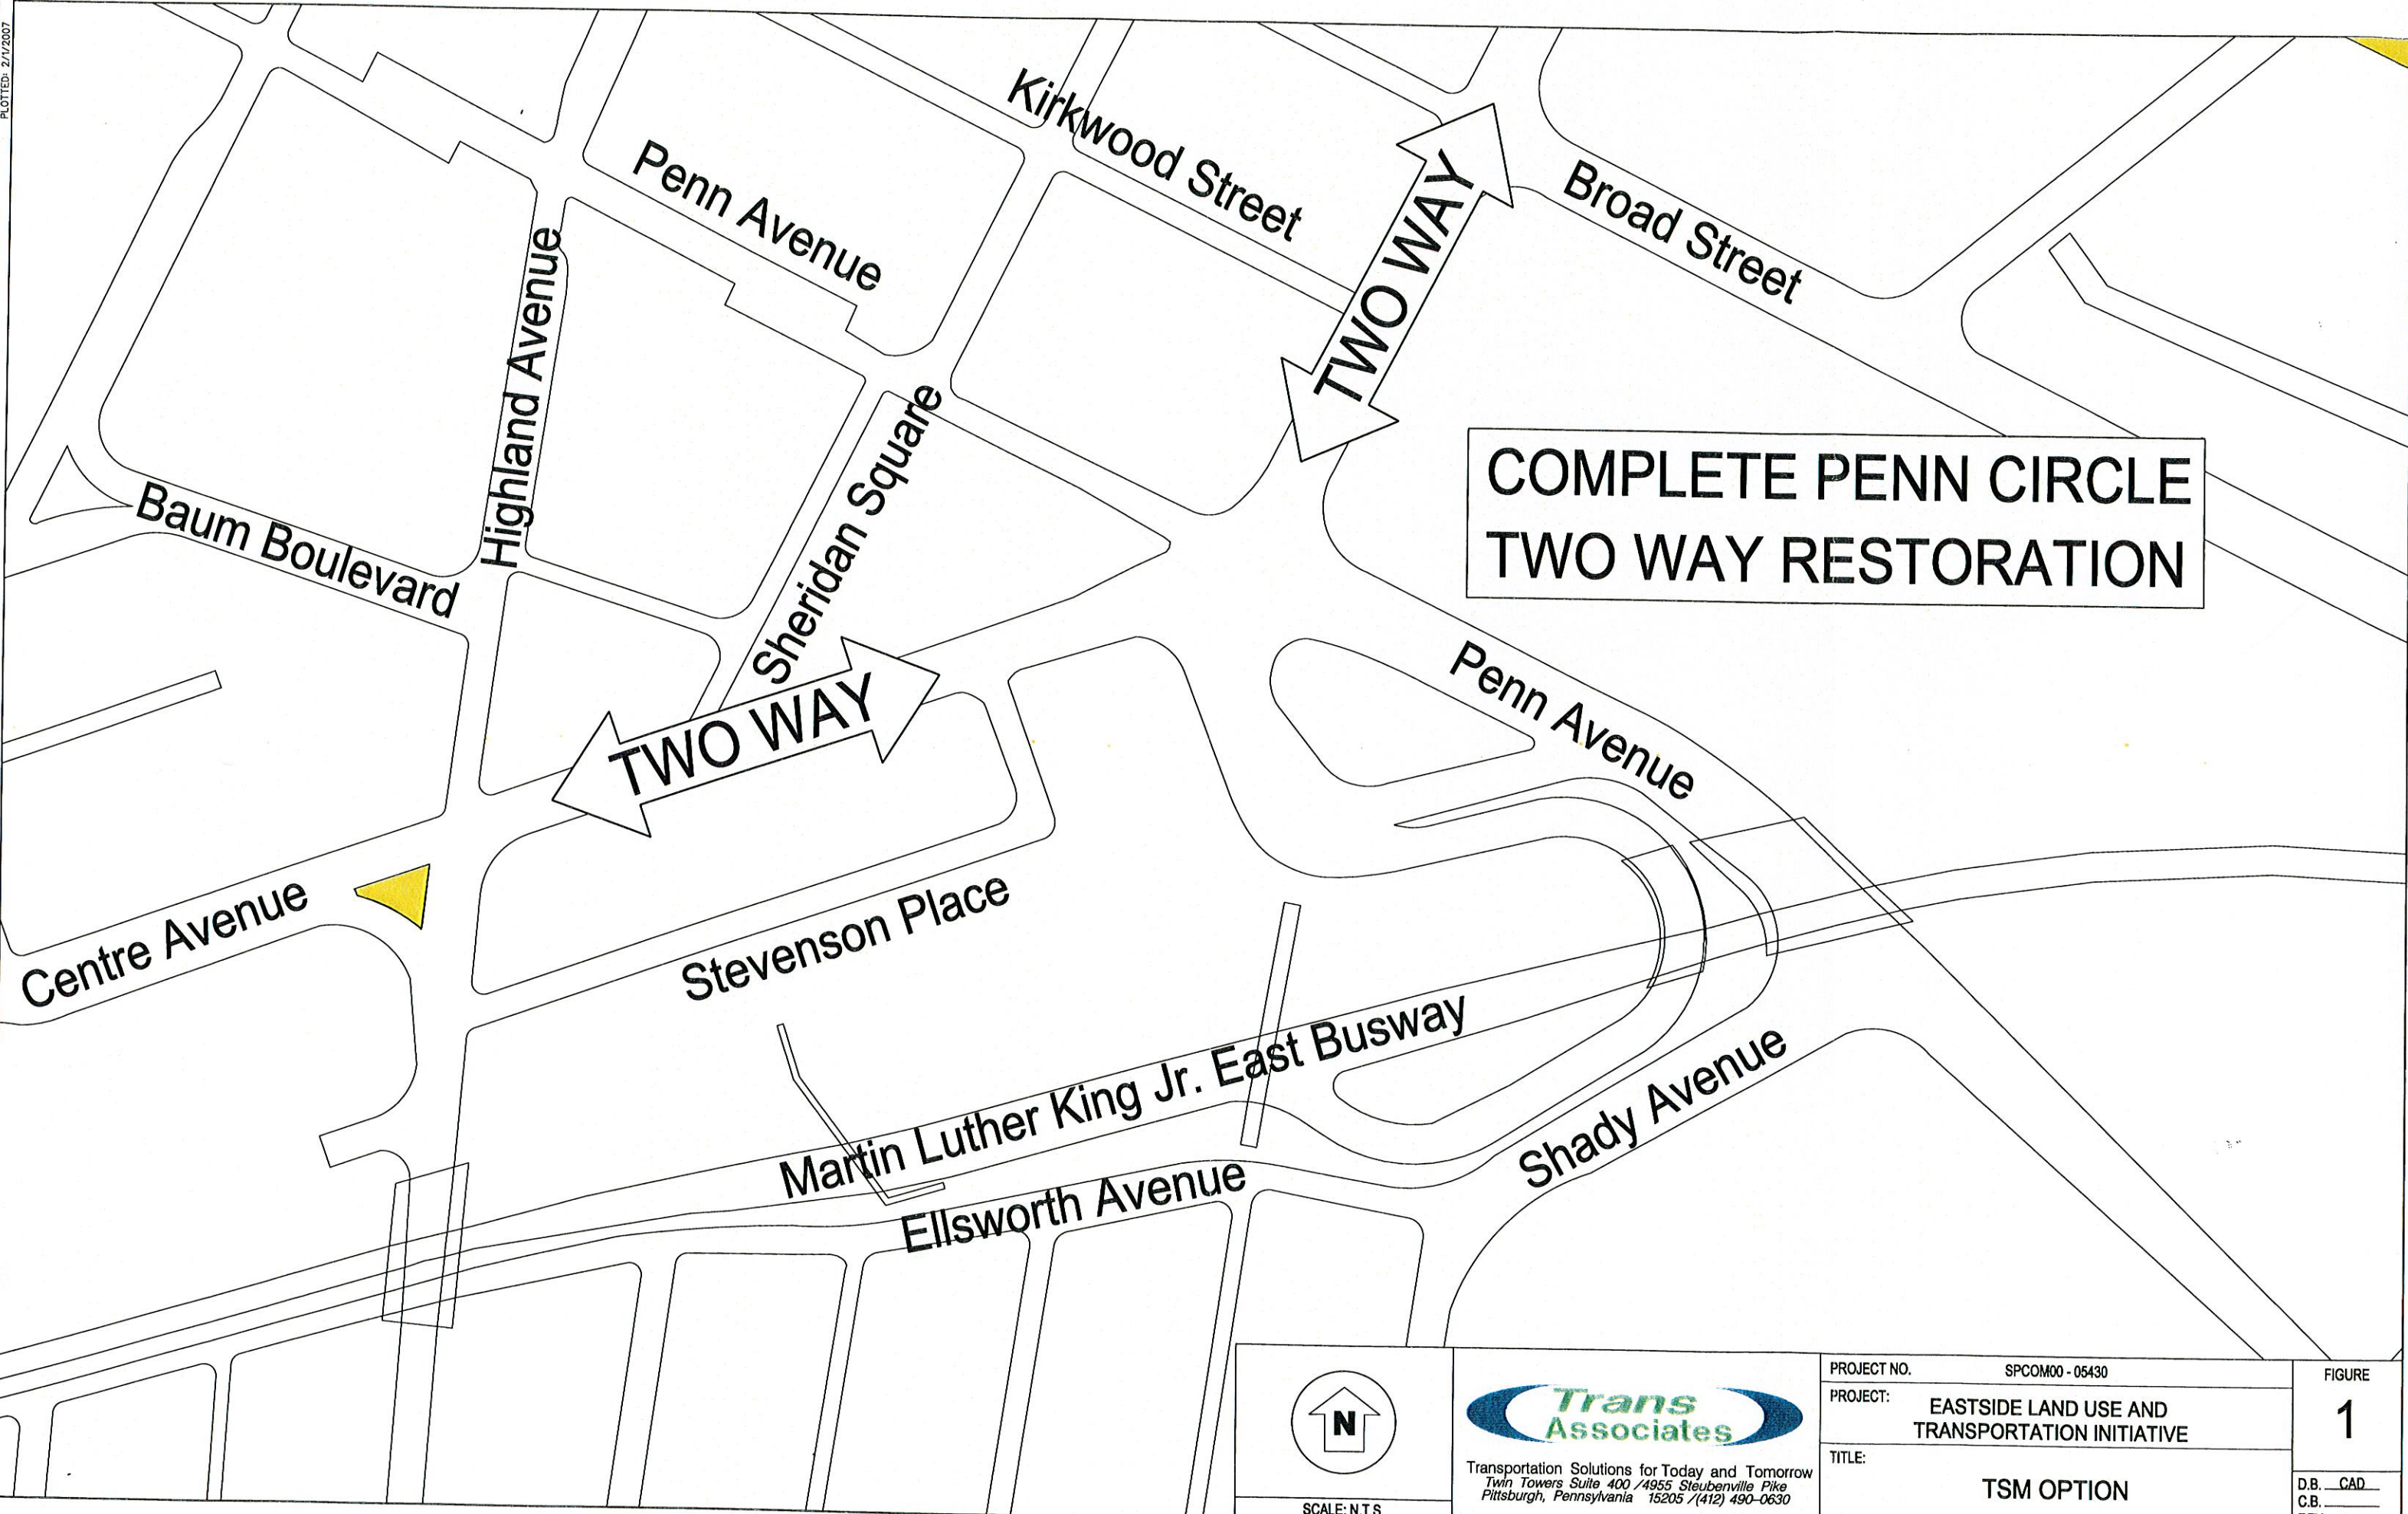 PLOTTED: 2/1/2007
Kirkwood Street
Penn Avenue
TWO WAY
Broad Street
Highland Avenue
Sheridan Square
COMPLETE PENN CIRCLE
TWO WAY RESTORATION
Baum Boulevard
Penn Avenue
TWO WAY
Centre Avenue
Stevenson Place
Martin Luther King Jr. East Busway
Shady Avenue
Ellsworth Avenue
N
SCALE: N.T.S
Trans
Associates
Transportation Solutions for Today and Tomorrow
Twin Towers Suite 400 /4955 Steubenville Pike
Pittsburgh, Pennsylvania 15205 /(412) 490-0630
PROJECT NO. SPCOM00 - 05430
PROJECT: EASTSIDE LAND USE AND
TRANSPORTATION INITIATIVE
TITLE:
TSM OPTION
FIGURE
1
D.B. CAD
C.B.